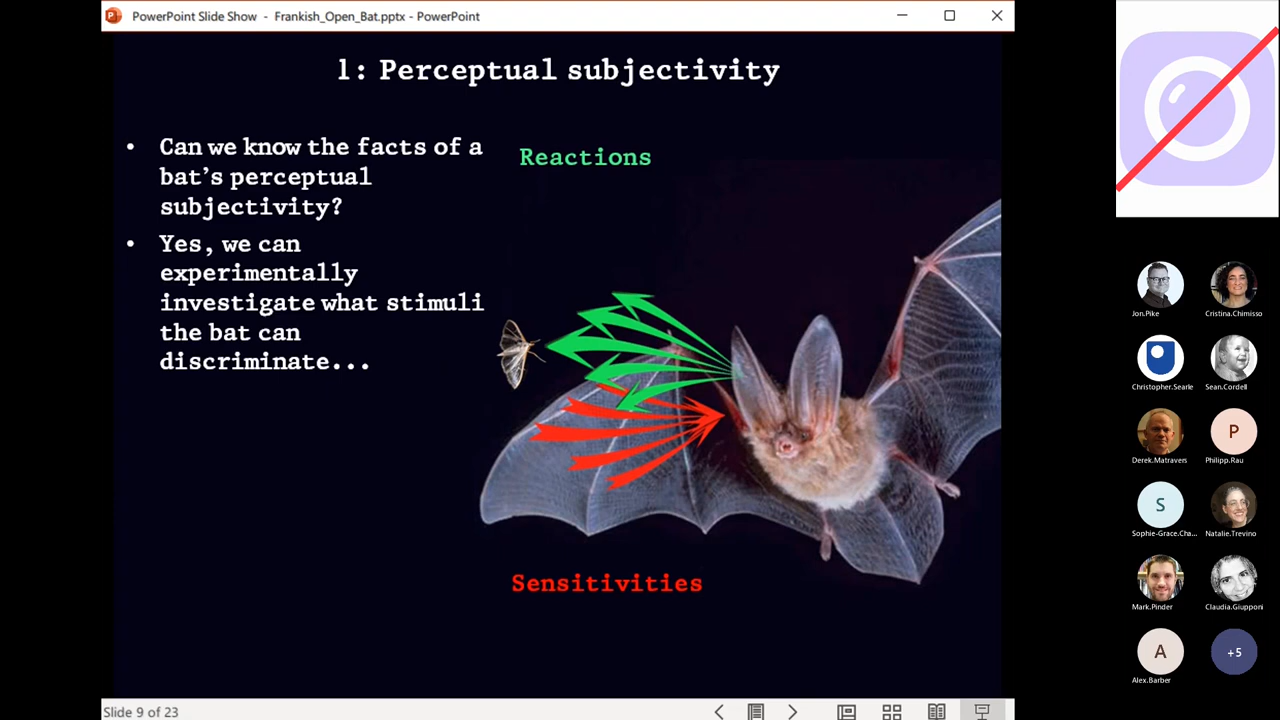 PowerPoint Slide Show - Frankish_Open_Bat.pptx - PowerPoint
1: Perceptual subjectivity
• Can we know the facts of a
bat's perceptual
subjectivity?
• Yes, we can
experimentally
investigate what stimuli
the bat can
discriminate...
Reactions
Sensitivities
Slide 9 of 23
Jon.Pike
Cristina.Chimisso
Christopher.Searle
Sean.Cordell
Derek.Matravers
P
Philipp.Rau
S
Sophie-Grace.Cha...
Natalie.Trevino
Mark.Pinder
Claudia.Giupponi
A
Alex.Barber
+5